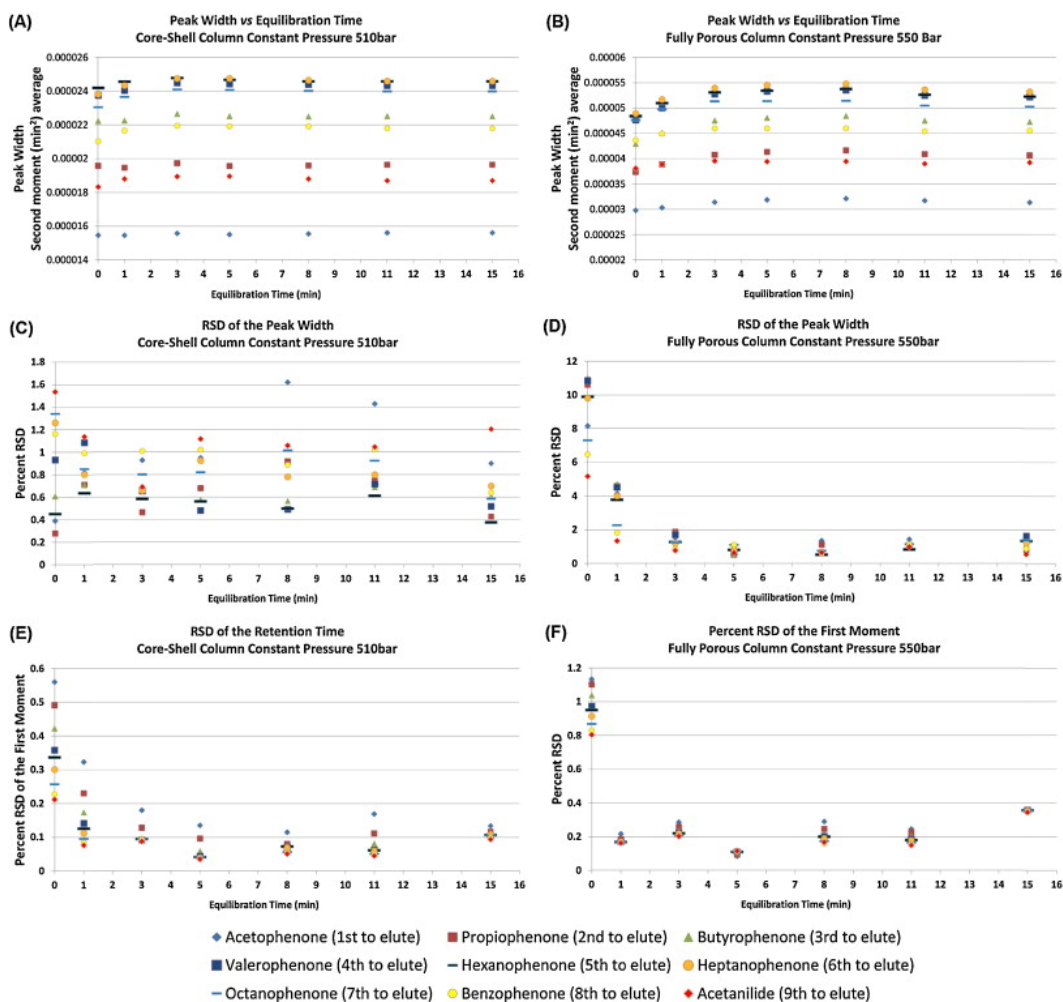 (A)
Peak Width vs Equilibration Time
Core-Shell Column Constant Pressure 510bar
Peak Width
Second moment (min²) average
0.000026
0.000024
0.000022
0.00002
0.000018
0.000016
0.000014
0 1 2 3 4 5 6 7 8 9 10 11 12 13 14 15 16
Equilibration Time (min)
(B)
Peak Width vs Equilibration Time
Fully Porous Column Constant Pressure 550 Bar
Peak Width
Second moment (min²) average
0.00006
0.000055
0.00005
0.000045
0.00004
0.000035
0.00003
0.000025
0.00002
0 1 2 3 4 5 6 7 8 9 10 11 12 13 14 15 16
Equilibration Time (min)
(C)
RSD of the Peak Width
Core-Shell Column Constant Pressure 510bar
Percent RSD
1.8
1.6
1.4
1.2
1
0.8
0.6
0.4
0.2
0
0 1 2 3 4 5 6 7 8 9 10 11 12 13 14 15 16
Equilibration Time (min)
(D)
RSD of the Peak Width
Fully Porous Column Constant Pressure 550bar
Percent RSD
12
10
8
6
4
2
0
0 1 2 3 4 5 6 7 8 9 10 11 12 13 14 15 16
Equilibration Time (min)
(E)
RSD of the Retention Time
Core-Shell Column Constant Pressure 510bar
Percent RSD of the First Moment
0.6
0.5
0.4
0.3
0.2
0.1
0
0 1 2 3 4 5 6 7 8 9 10 11 12 13 14 15 16
Equilibration Time (min)
(F)
Percent RSD of the First Moment
Fully Porous Column Constant Pressure 550bar
Percent RSD
1.2
1
0.8
0.6
0.4
0.2
0
0 1 2 3 4 5 6 7 8 9 10 11 12 13 14 15 16
Equilibration Time (min)
Acetophenone (1st to elute)
Propiophenone (2nd to elute)
Butyrophenone (3rd to elute)
Valerophenone (4th to elute)
Hexanophenone (5th to elute)
Heptanophenone (6th to elute)
Octanophenone (7th to elute)
Benzophenone (8th to elute)
Acetanilide (9th to elute)